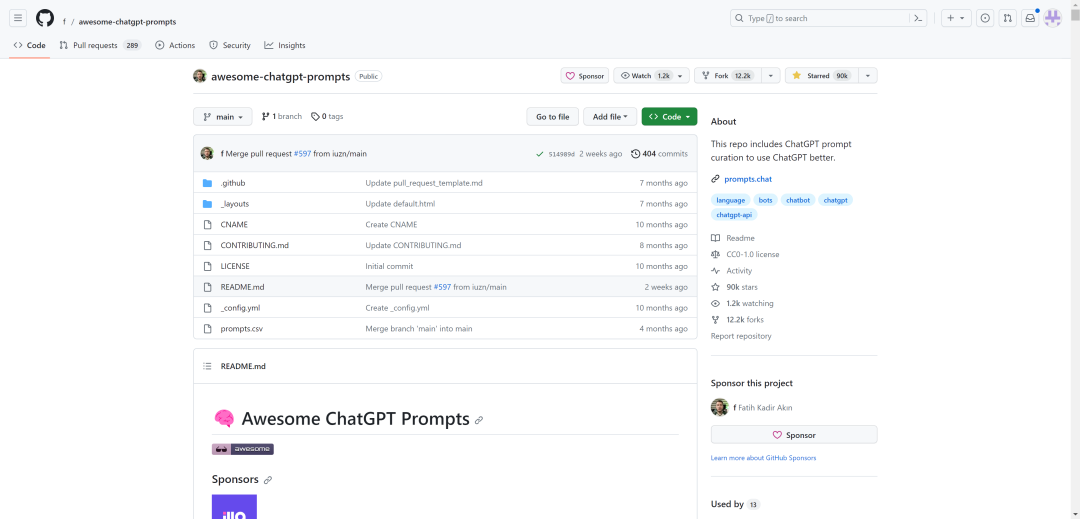 f / awesome-chatgpt-prompts
Type / to search
Code
Pull requests 289
Actions
Security
Insights
awesome-chatgpt-prompts Public
Sponsor
Watch 1.2k
Fork 12.2k
Starred 90k
main
1 branch
0 tags
Go to file
Add file
Code
f Merge pull request #597 from iuzn/main
514989d 2 weeks ago
404 commits
.github Update pull_request_template.md 7 months ago
_layouts Update default.html 7 months ago
CNAME Create CNAME 10 months ago
CONTRIBUTING.md Update CONTRIBUTING.md 8 months ago
LICENSE Initial commit 10 months ago
README.md Merge pull request #597 from iuzn/main 2 weeks ago
_config.yml Create _config.yml 10 months ago
prompts.csv Merge branch 'main' into main 4 months ago
README.md
Awesome ChatGPT Prompts
awesome
Sponsors
About
This repo includes ChatGPT prompt
curation to use ChatGPT better.
prompts.chat
language bots chatbot chatgpt
chatgpt-api
Readme
CC0-1.0 license
Activity
90k stars
1.2k watching
12.2k forks
Report repository
Sponsor this project
f Fatih Kadir Akın
Sponsor
Learn more about GitHub Sponsors
Used by 13